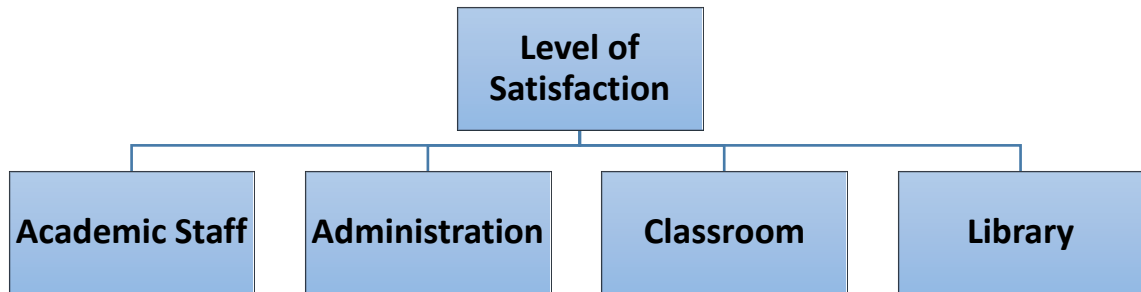 Level of
Satisfaction
Academic Staff
Administration
Classroom
Library